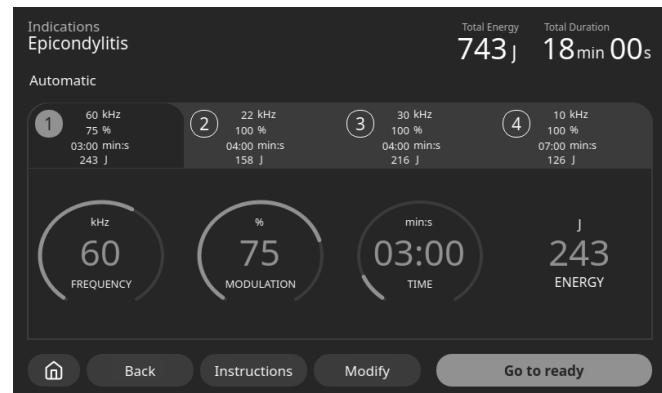 Indications
Epicondylitis
Total Energy
743 J
Total Duration
18 min 00 s
Automatic
1
60 kHz
75 %
03:00 min:s
243 J
2
22 kHz
100 %
04:00 min:s
158 J
3
30 kHz
100 %
04:00 min:s
216 J
4
10 kHz
100 %
07:00 min:s
126 J
kHz
60
FREQUENCY
%
75
MODULATION
min:s
03:00
TIME
J
243
ENERGY
Back
Instructions
Modify
Go to ready